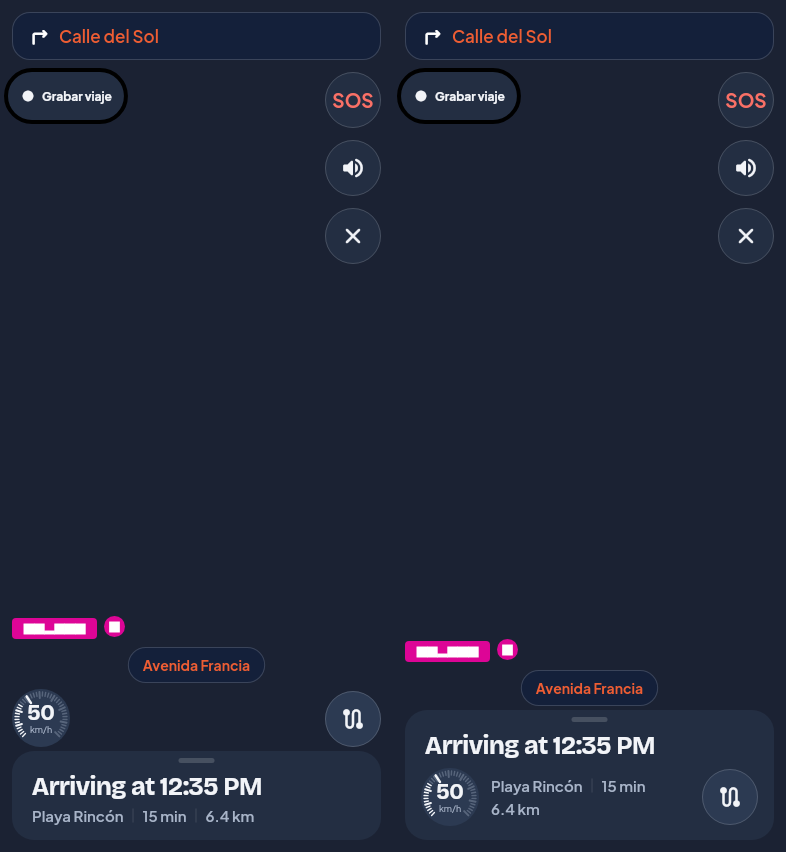 Calle del Sol
Grabar viaje
SOS
Avenida Francia
50
km/h
Arriving at 12:35 PM
Playa Rincón | 15 min | 6.4 km
Calle del Sol
Grabar viaje
SOS
Avenida Francia
Arriving at 12:35 PM
50
km/h
Playa Rincón | 15 min
6.4 km